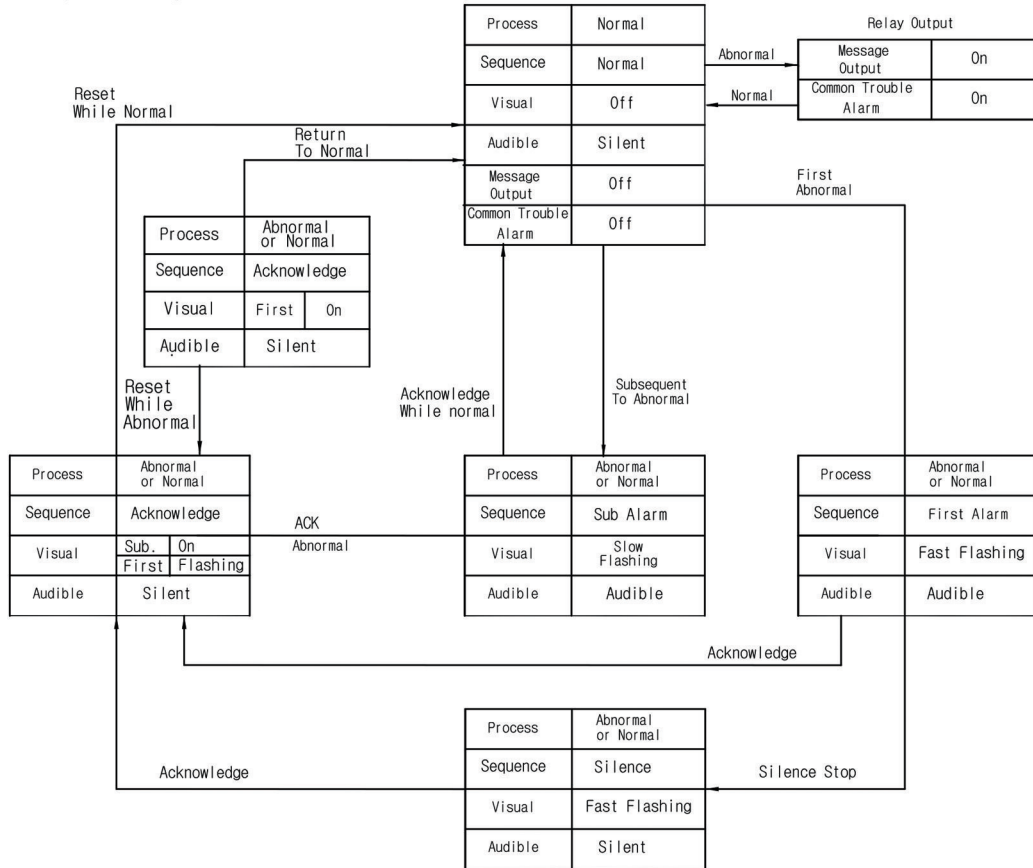 Process Normal
Sequence Normal
Visual Off
Audible Silent
Message
Output Off
Common Trouble
Alarm Off
Abnormal
Normal
Relay Output
Message
Output On
Common Trouble
Alarm On
Reset
While Normal
Return
To Normal
First
Abnormal
Process Abnormal
or Normal
Sequence Acknowledge
Visual First On
Audible Silent
Reset
While
Abnormal
Acknowledge
While normal
Subsequent
To Abnormal
Process Abnormal
or Normal
Sequence Acknowledge
Visual Sub. On
First Flashing
Audible Silent
ACK
Abnormal
Process Abnormal
or Normal
Sequence Sub Alarm
Visual Slow
Flashing
Audible Audible
Process Abnormal
or Normal
Sequence First Alarm
Visual Fast Flashing
Audible Audible
Acknowledge
Acknowledge
Process Abnormal
or Normal
Sequence Silence
Visual Fast Flashing
Audible Silent
Silence Stop